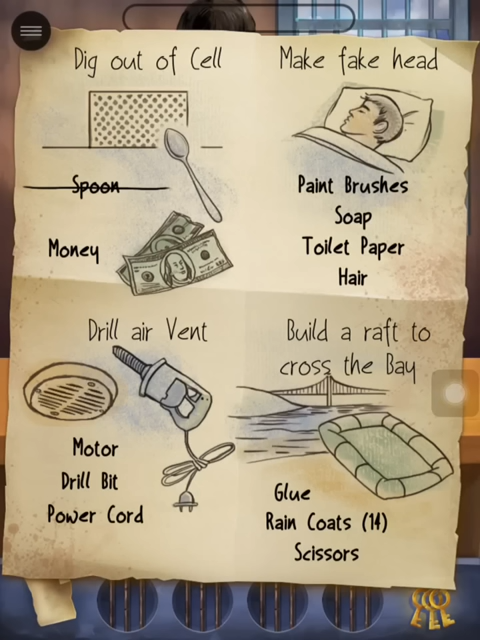 Dig out of Cell
Spoon
Money
Make fake head
Paint Brushes
Soap
Toilet Paper
Hair
Drill air Vent
Motor
Drill Bit
Power Cord
Build a raft to
cross the Bay
Glue
Rain Coats (14)
Scissors